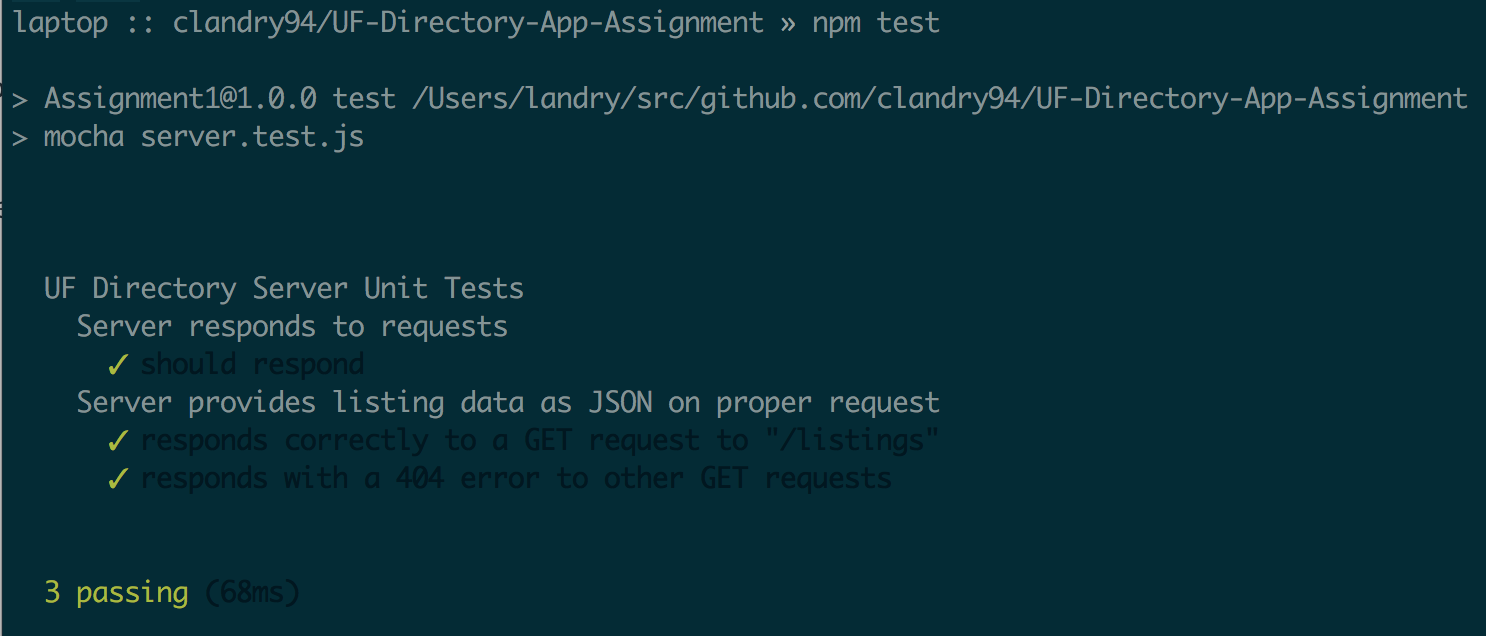 laptop :: clandry94/UF-Directory-App-Assignment » npm test
> Assignment1@1.0.0 test /Users/landry/src/github.com/clandry94/UF-Directory-App-Assignment
> mocha server.test.js
UF Directory Server Unit Tests
Server responds to requests
✓ should respond
Server provides listing data as JSON on proper request
✓ responds correctly to a GET request to "/listings"
✓ responds with a 404 error to other GET requests
3 passing (68ms)